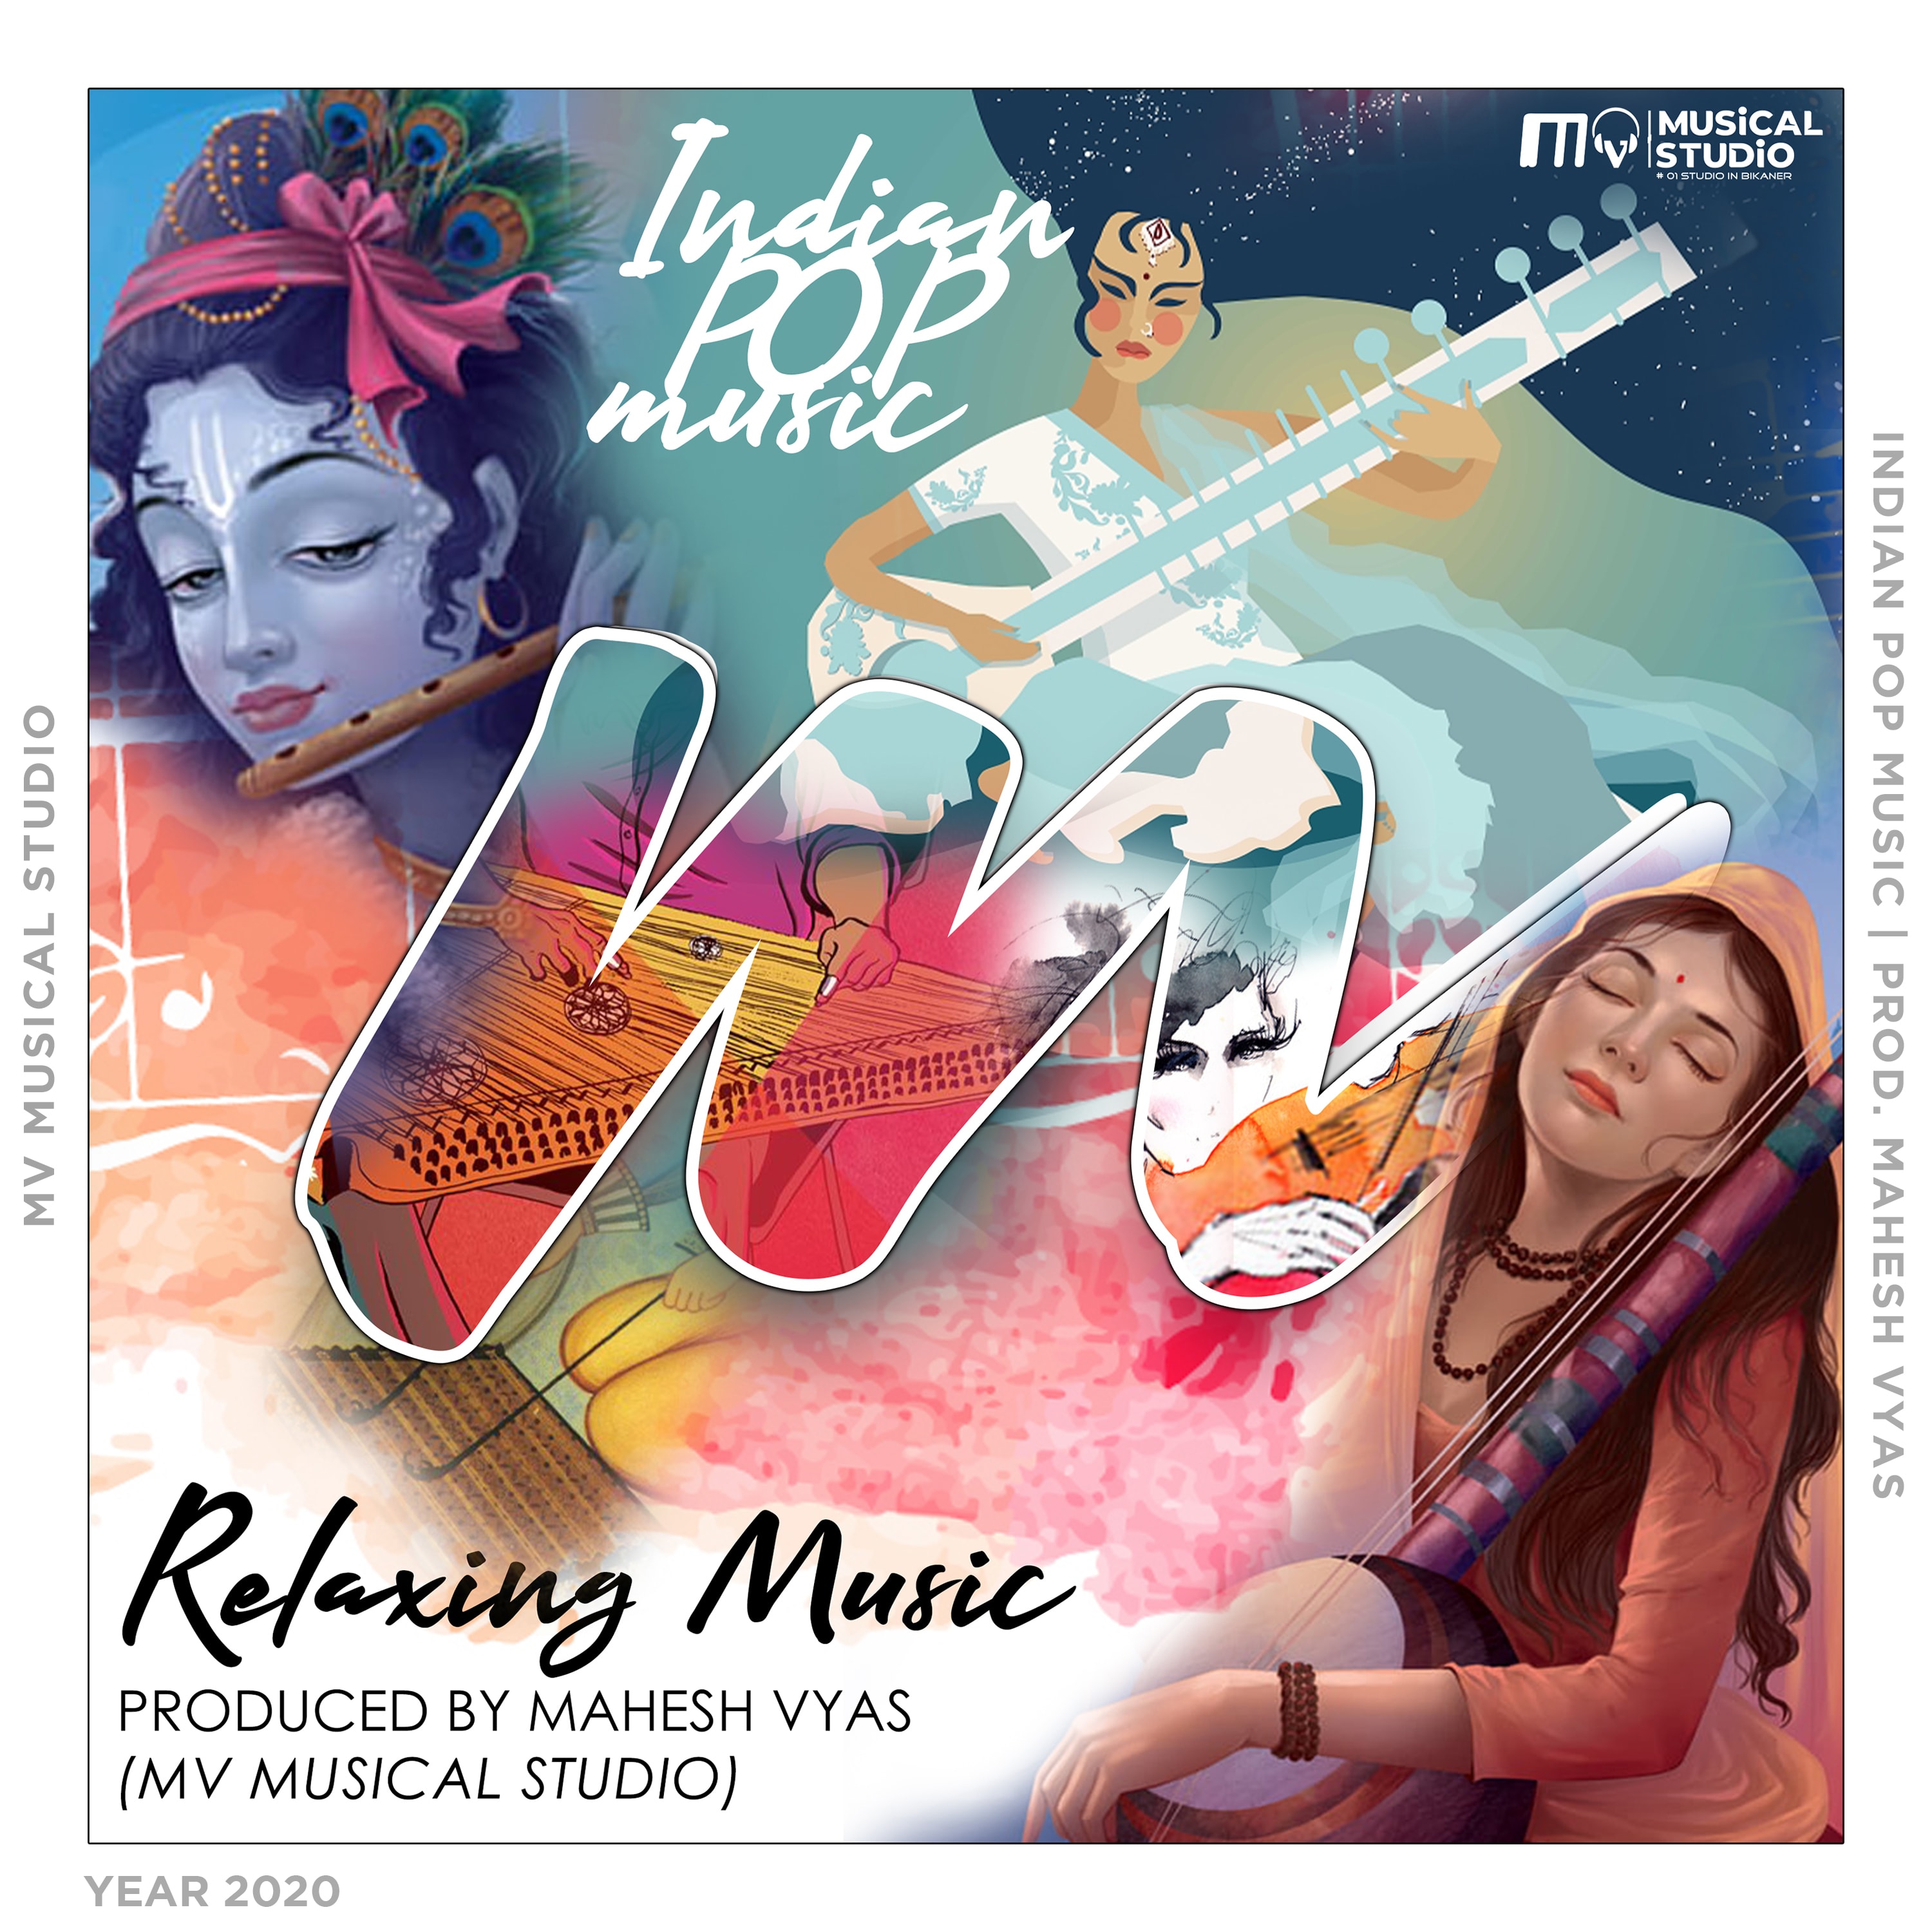 Indian
POP
music
MV MUSiCAL
STUDiO
# 01 STUDIO IN BIKANER
MV MUSICAL STUDIO
INDIAN POP MUSIC | PROD. MAHESH VYAS
m
Relaxing Music
PRODUCED BY MAHESH VYAS
(MV MUSICAL STUDIO)
YEAR 2020